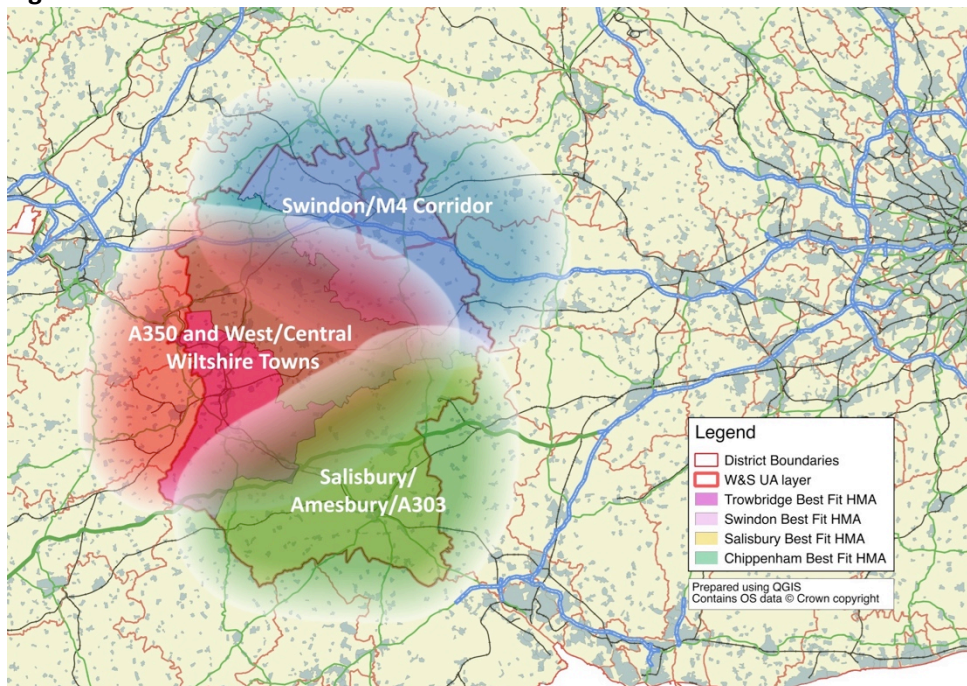 Swindon/M4 Corridor
A350 and West/Central
Wiltshire Towns
Salisbury/
Amesbury/A303
Legend
District Boundaries
W&S UA layer
Trowbridge Best Fit HMA
Swindon Best Fit HMA
Salisbury Best Fit HMA
Chippenham Best Fit HMA
Prepared using QGIS
Contains OS data © Crown copyright